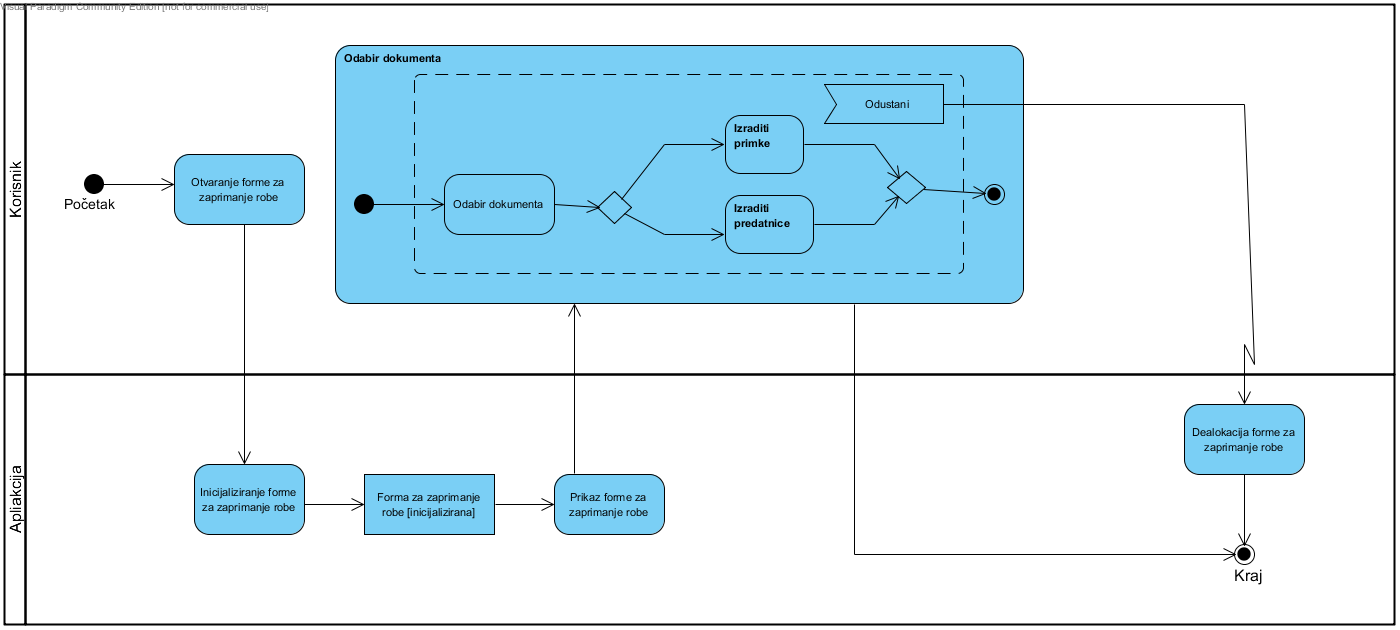 Visual Paradigm Community Edition [not for commercial use]
Korisnik
Početak
Otvaranje forme za
zaprimanje robe
Odabir dokumenta
Odabir dokumenta
Izraditi
primke
Izraditi
predatnice
Odustani
Apliakcija
Inicijaliziranje forme
za zaprimanje robe
Forma za zaprimanje
robe [inicijalizirana]
Prikaz forme za
zaprimanje robe
Dealokacija forme za
zaprimanje robe
Kraj